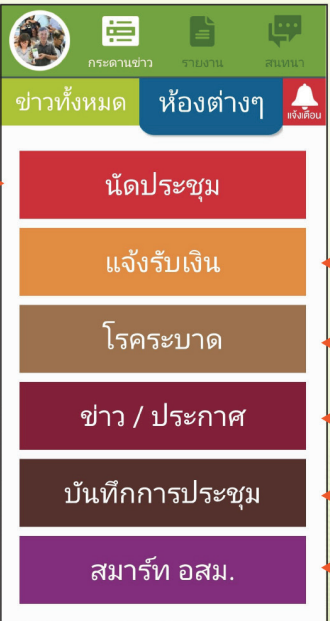 กระดานข่าว รายงาน สนทนา
ข่าวทั้งหมด ห้องต่างๆ แจ้งเตือน
นัดประชุม
แจ้งรับเงิน
โรคระบาด
ข่าว / ประกาศ
บันทึกการประชุม
สมาร์ท อสม.